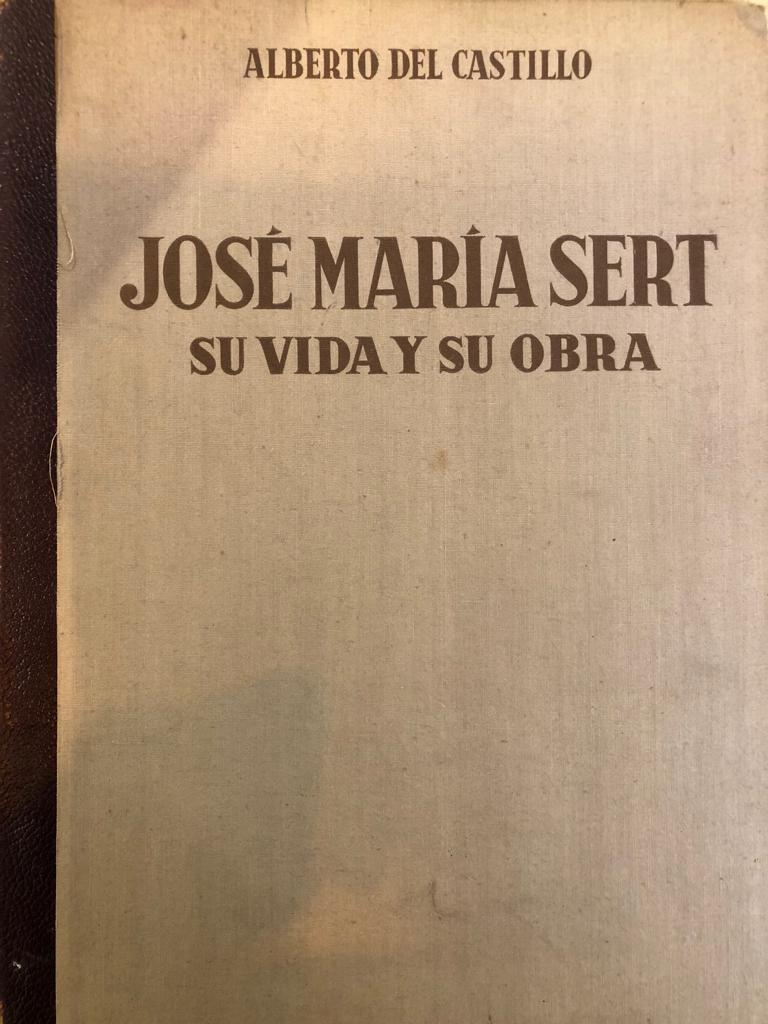 ALBERTO DEL CASTILLO
JOSÉ MARÍA SERT
SU VIDA Y SU OBRA